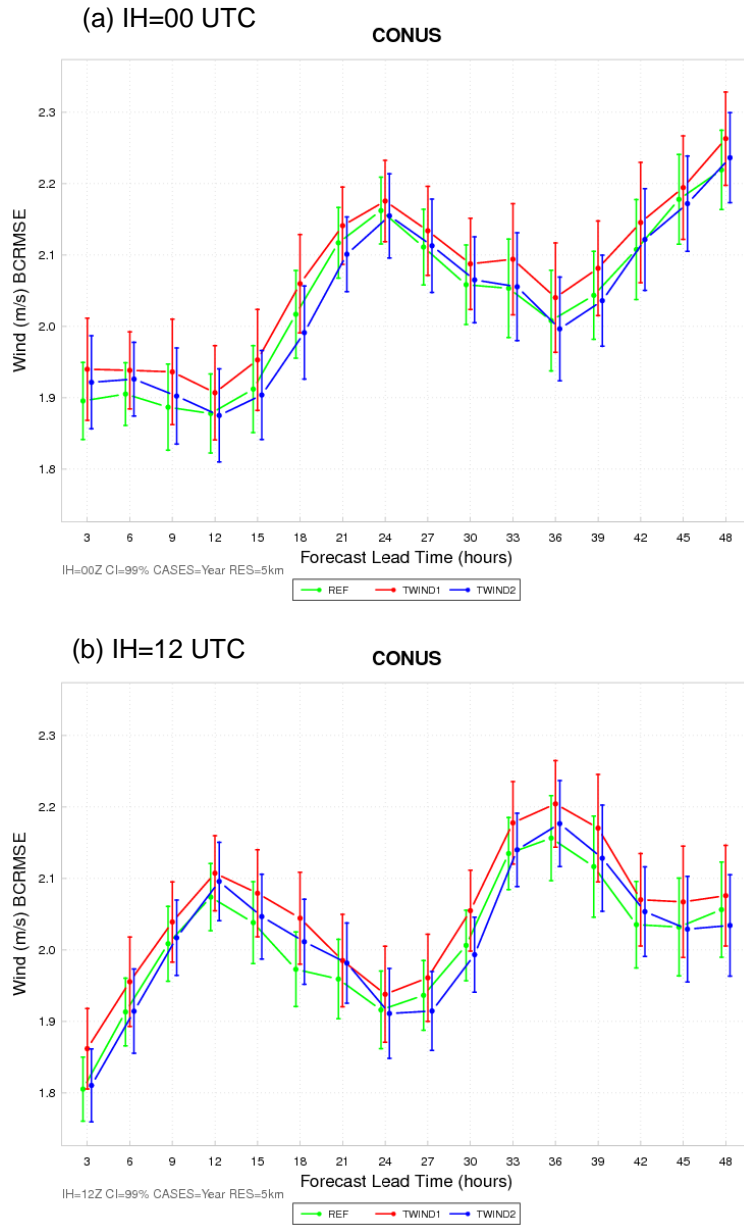 (a) IH=00 UTC
CONUS
Wind (m/s) BCRMSE
2.3
2.2
2.1
2.0
1.9
1.8
3 6 9 12 15 18 21 24 27 30 33 36 39 42 45 48
Forecast Lead Time (hours)
IH=00Z CI=99% CASES=Year RES=5km
REF TWIND1 TWIND2
(b) IH=12 UTC
CONUS
Wind (m/s) BCRMSE
2.3
2.2
2.1
2.0
1.9
1.8
3 6 9 12 15 18 21 24 27 30 33 36 39 42 45 48
Forecast Lead Time (hours)
IH=12Z CI=99% CASES=Year RES=5km
REF TWIND1 TWIND2